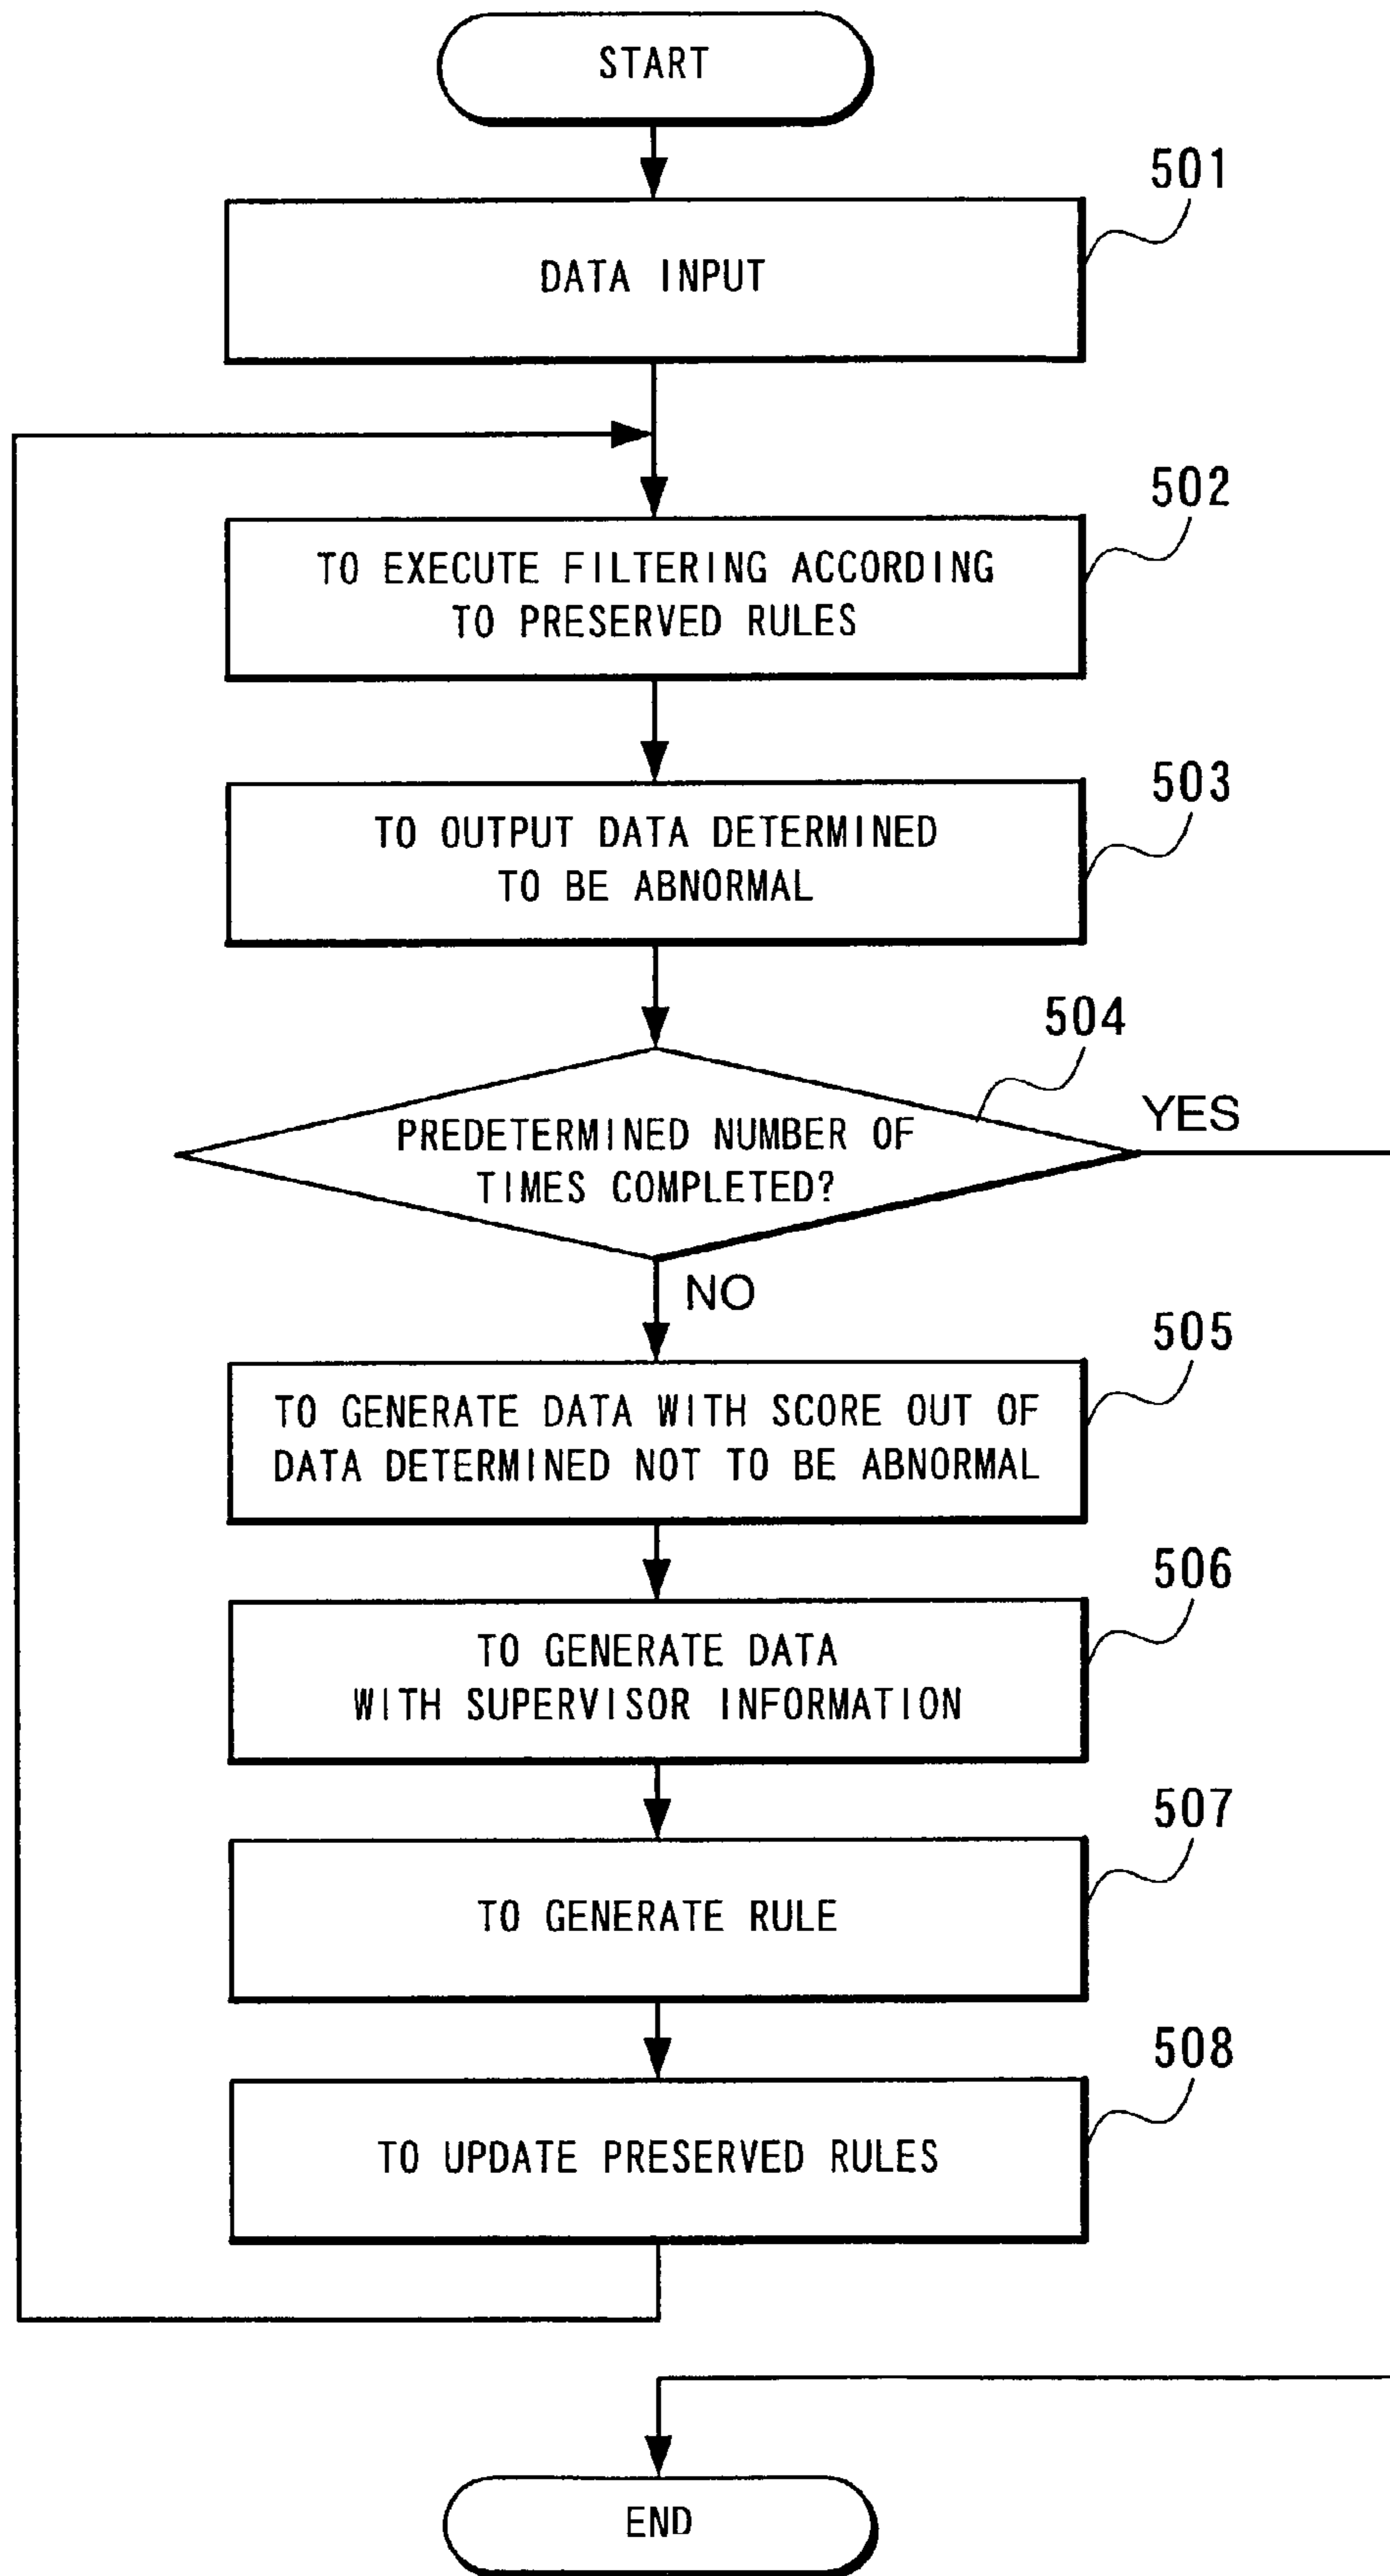 START
501
DATA INPUT
502
TO EXECUTE FILTERING ACCORDING
TO PRESERVED RULES
503
TO OUTPUT DATA DETERMINED
TO BE ABNORMAL
504
YES
PREDETERMINED NUMBER OF
TIMES COMPLETED?
NO
505
TO GENERATE DATA WITH SCORE OUT OF
DATA DETERMINED NOT TO BE ABNORMAL
506
TO GENERATE DATA
WITH SUPERVISOR INFORMATION
507
TO GENERATE RULE
508
TO UPDATE PRESERVED RULES
END